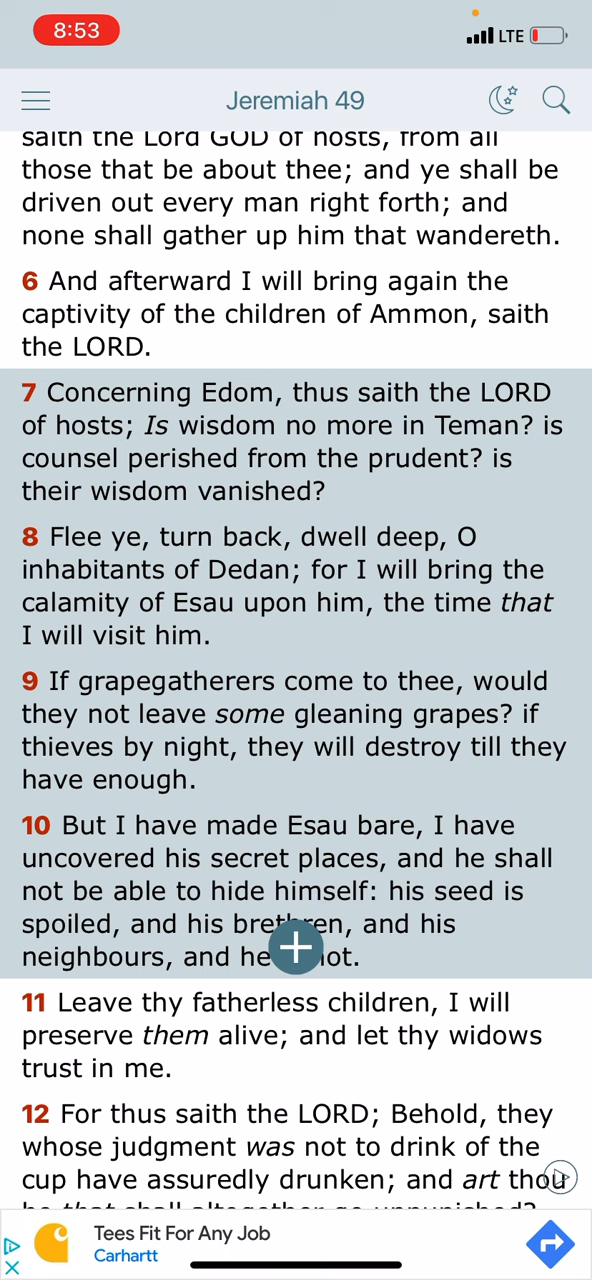 8:53
LTE
Jeremiah 49
saith the Lord GOD of hosts, from all
those that be about thee; and ye shall be
driven out every man right forth; and
none shall gather up him that wandereth.
6 And afterward I will bring again the
captivity of the children of Ammon, saith
the LORD.
7 Concerning Edom, thus saith the LORD
of hosts; Is wisdom no more in Teman? is
counsel perished from the prudent? is
their wisdom vanished?
8 Flee ye, turn back, dwell deep, O
inhabitants of Dedan; for I will bring the
calamity of Esau upon him, the time that
I will visit him.
9 If grapegatherers come to thee, would
they not leave some gleaning grapes? if
thieves by night, they will destroy till they
have enough.
10 But I have made Esau bare, I have
uncovered his secret places, and he shall
not be able to hide himself: his seed is
spoiled, and his brethren, and his
neighbours, and he not.
11 Leave thy fatherless children, I will
preserve them alive; and let thy widows
trust in me.
12 For thus saith the LORD; Behold, they
whose judgment was not to drink of the
cup have assuredly drunken; and art thou
he that shall altogether go unpunished?
Tees Fit For Any Job
Carhartt